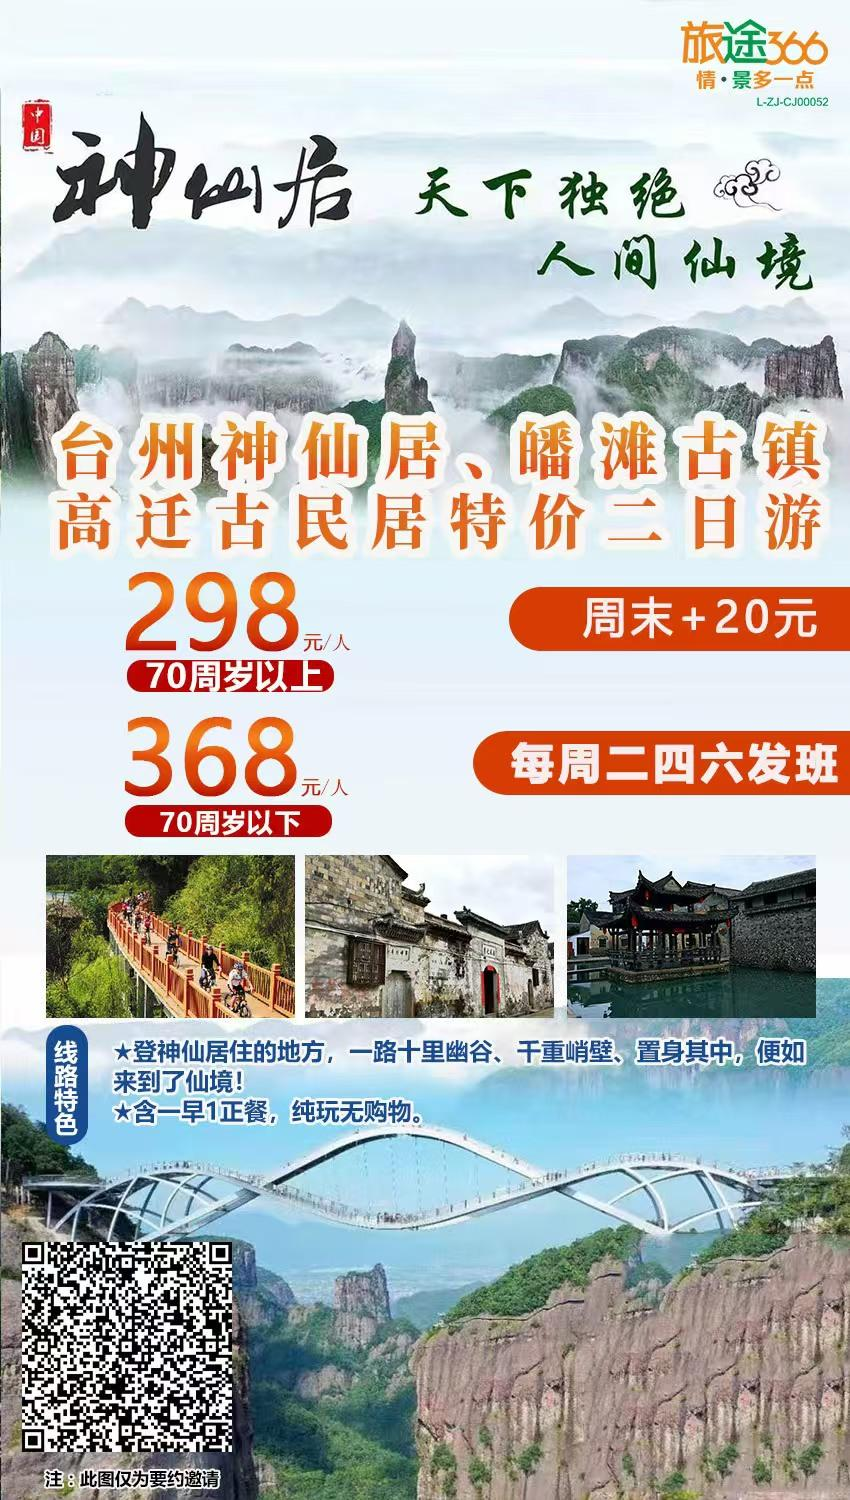 旅途366
情·景多一点
L-ZJ-CJ00052
中国
神仙居
天下独绝
人间仙境
台州神仙居、皤滩古镇
高迁古民居特价二日游
298元/人
周末+20元
70周岁以上
368元/人
每周二四六发班
70周岁以下
线路特色
★登神仙居住的地方，一路十里幽谷、千重峭壁、置身其中，便如
来到了仙境！
★含一早1正餐，纯玩无购物。
注：此图仅为要约邀请